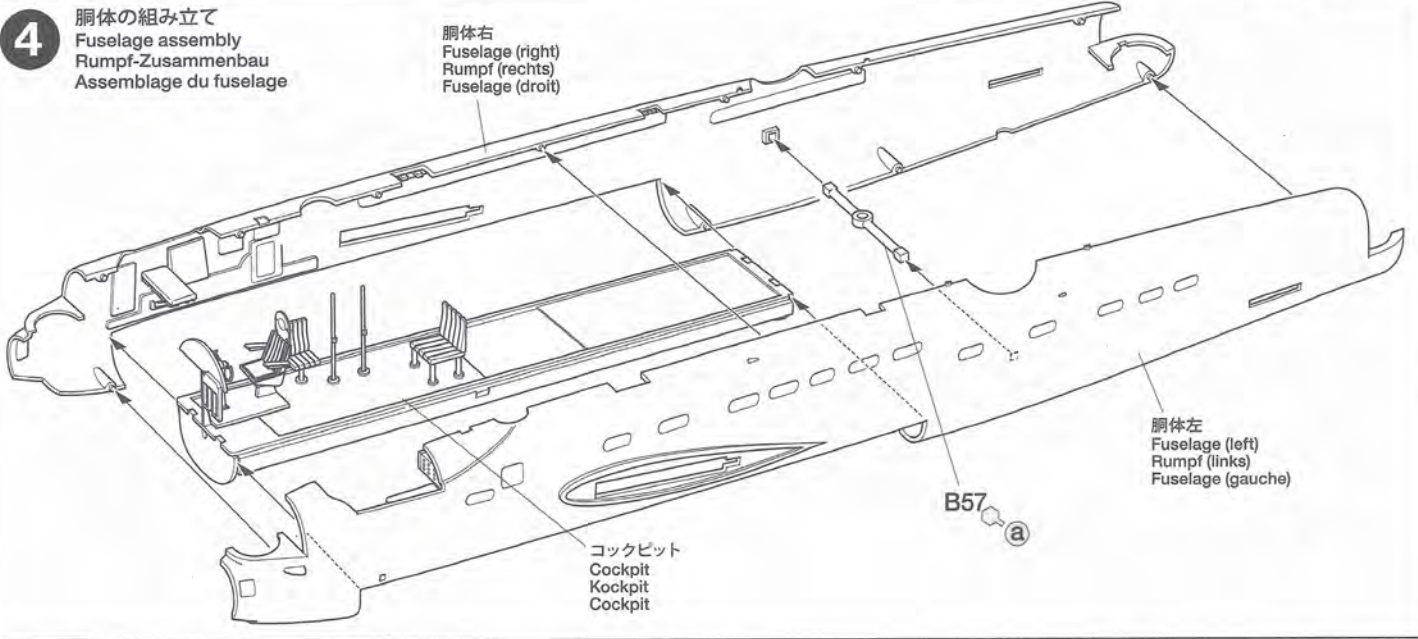 4
胴体の組み立て
Fuselage assembly
Rumpf-Zusammenbau
Assemblage du fuselage
胴体右
Fuselage (right)
Rumpf (rechts)
Fuselage (droit)
胴体左
Fuselage (left)
Rumpf (links)
Fuselage (gauche)
B57
a
コックピット
Cockpit
Kockpit
Cockpit